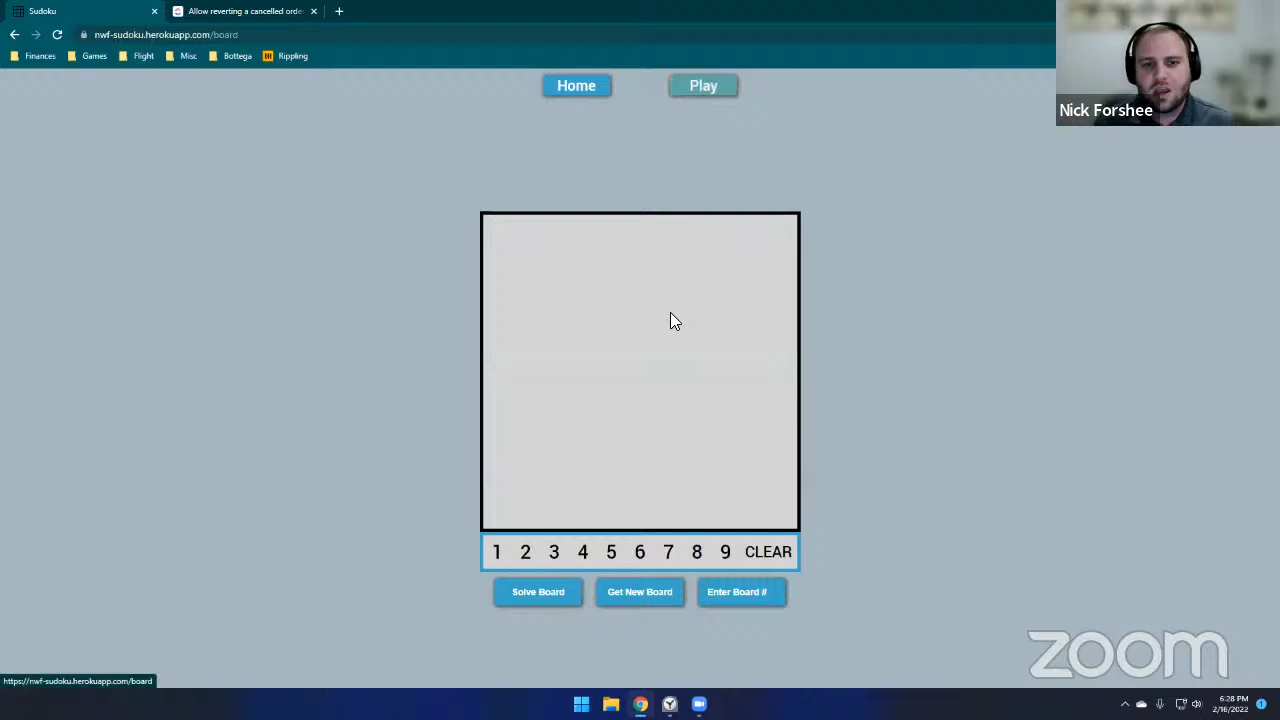 Sudoku
Allow reverting a cancelled orde
nwf-sudoku.herokuapp.com/board
Finances Games Flight Misc Bottega Rippling
Home Play
Nick Forshee
1 2 3 4 5 6 7 8 9 CLEAR
Solve Board Get New Board Enter Board #
zoom
https://nwf-sudoku.herokuapp.com/board
6:28 PM
2/16/2022
1